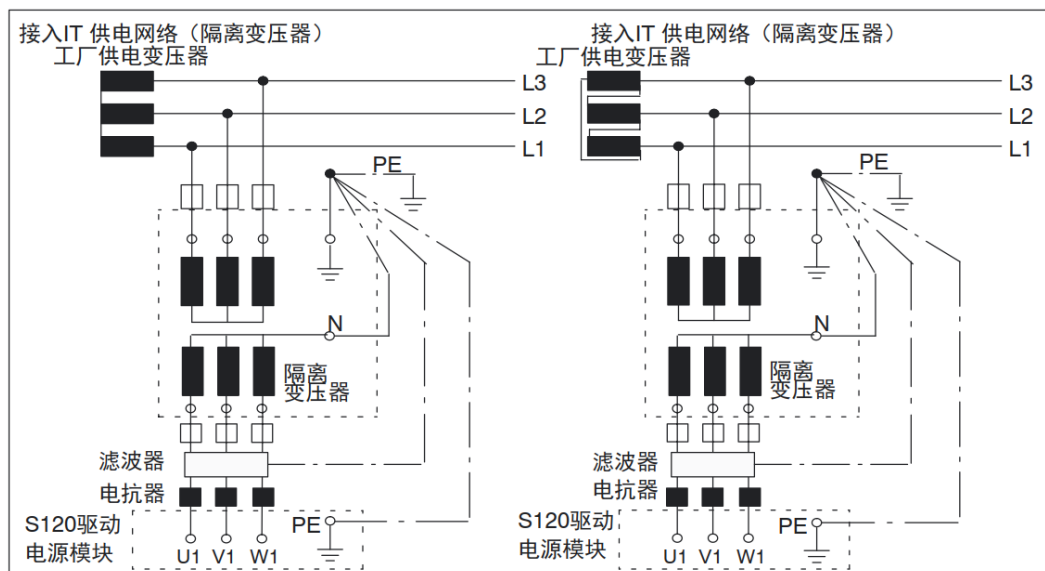 接入IT 供电网络（隔离变压器）
工厂供电变压器
L3
L2
L1
PE
N
隔离
变压器
滤波器
电抗器
S120驱动
电源模块
PE
U1 V1 W1
接入IT 供电网络（隔离变压器）
工厂供电变压器
L3
L2
L1
PE
N
隔离
变压器
滤波器
电抗器
S120驱动
电源模块
PE
U1 V1 W1